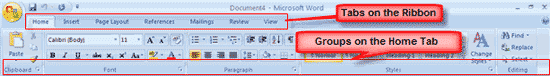 Document4 - Microsoft Word
Tabs on the Ribbon
Home Insert Page Layout References Mailings Review View
Groups on the Home Tab
Paste Calibri (Body) 11 Change Styles Find Replace Select
Clipboard Font Paragraph Styles Editing